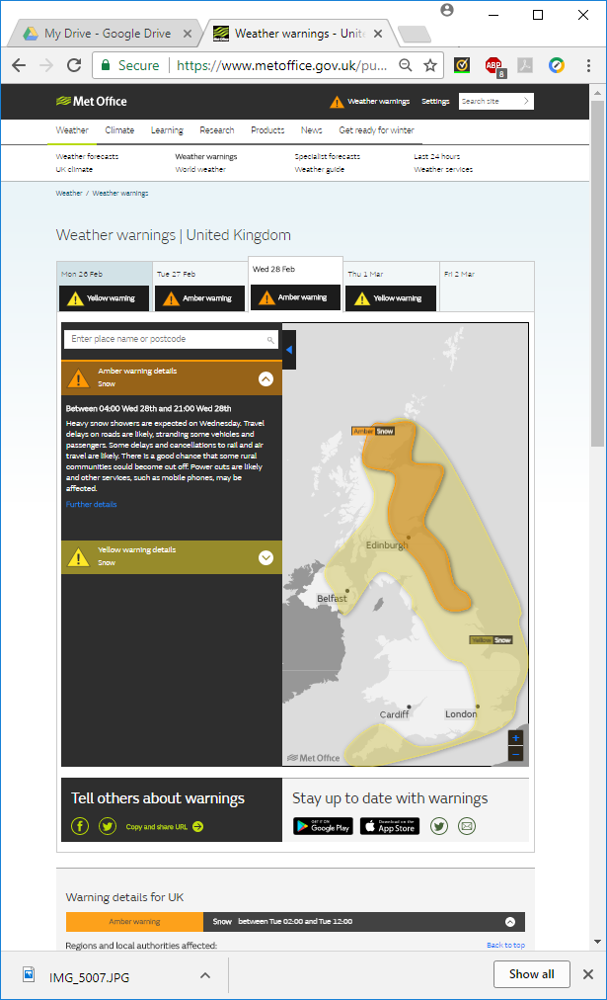 My Drive - Google Drive
Weather warnings - Unit
Secure
https://www.metoffice.gov.uk/pu...
ABP
8
Met Office
Weather warnings
Settings
Search site
Weather
Climate
Learning
Research
Products
News
Get ready for winter
Weather forecasts
Weather warnings
Specialist forecasts
Last 24 hours
UK climate
World weather
Weather guide
Weather services
Weather / Weather warnings
Weather warnings | United Kingdom
Mon 26 Feb
Tue 27 Feb
Wed 28 Feb
Thu 1 Mar
Fri 2 Mar
Yellow warning
Amber warning
Amber warning
Yellow warning
Enter place name or postcode
Amber warning details
Snow
Between 04:00 Wed 28th and 21:00 Wed 28th
Heavy snow showers are expected on Wednesday. Travel
delays on roads are likely, stranding some vehicles and
passengers. Some delays and cancellations to rail and air
travel are likely. There is a good chance that some rural
communities could become cut off. Power cuts are likely
and other services, such as mobile phones, may be
affected.
Further details
Yellow warning details
Snow
Amber Snow
Edinburgh
Belfast
Yellow Snow
Cardiff
London
Met Office
+
−
Tell others about warnings
Copy and share URL
Stay up to date with warnings
GET IT ON
Google Play
Download on the
App Store
Warning details for UK
Amber warning
Snow between Tue 02:00 and Tue 12:00
Regions and local authorities affected:
Back to top
IMG_5007.JPG
Show all